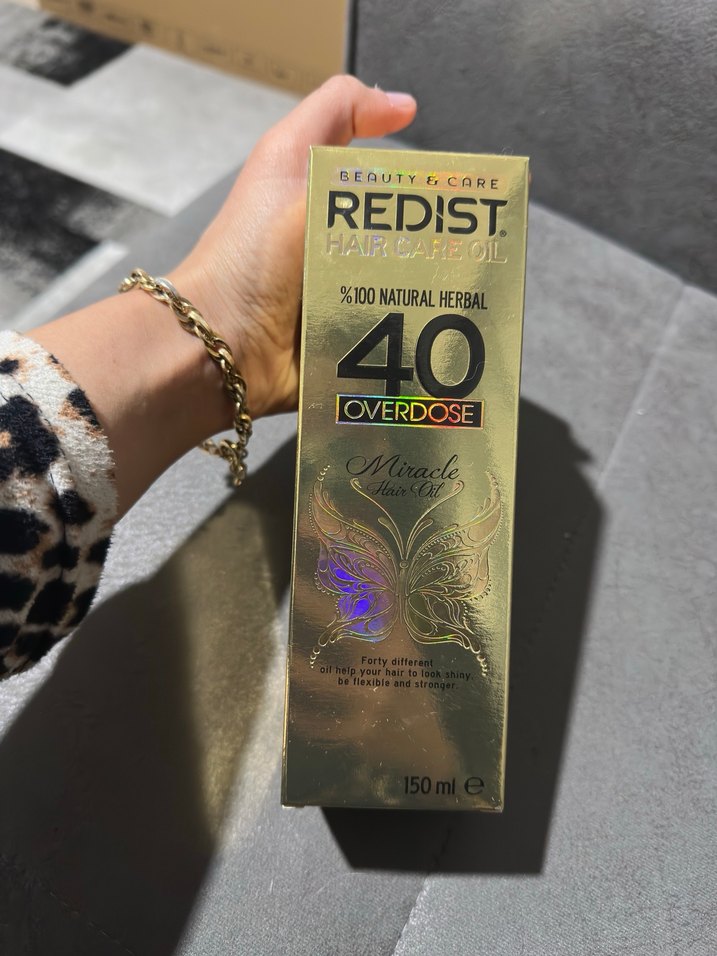 BEAUTY & CARE
REDIST®
HAIR CARE OIL
%100 NATURAL HERBAL
40
OVERDOSE
Miracle
Hair Oil
Forty different
oil help your hair to look shiny,
be flexible and stronger.
150 ml ℮